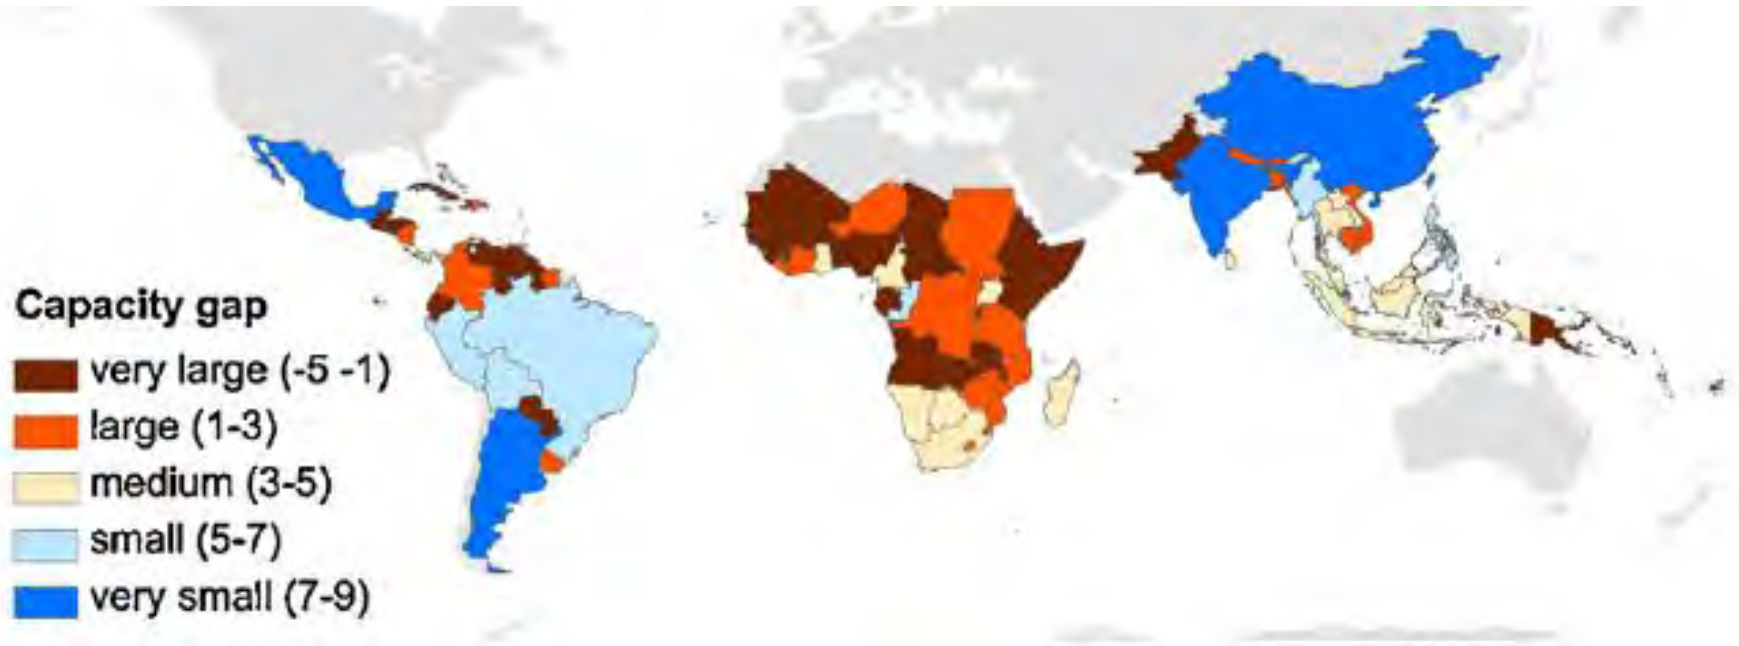 Capacity gap
very large (-5 -1)
large (1-3)
medium (3-5)
small (5-7)
very small (7-9)